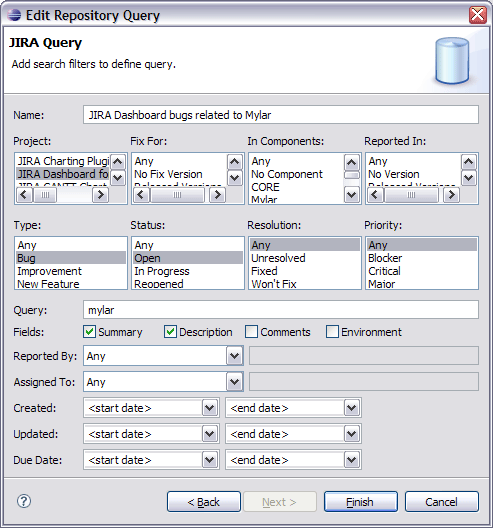 Edit Repository Query
JIRA Query
Add search filters to define query.
Name: JIRA Dashboard bugs related to Mylar
Project: Fix For: In Components: Reported In:
JIRA Charting Plugi Any Any Any
JIRA Dashboard fo No Fix Version No Component No Version
JIRA GANTT Chart Released Versions CORE Released Versions
Mylar
Type: Status: Resolution: Priority:
Any Any Any Any
Bug Open Unresolved Blocker
Improvement In Progress Fixed Critical
New Feature Reopened Won't Fix Major
Query: mylar
Fields: Summary Description Comments Environment
Reported By: Any
Assigned To: Any
Created: <start date> <end date>
Updated: <start date> <end date>
Due Date: <start date> <end date>
? < Back Next > Finish Cancel